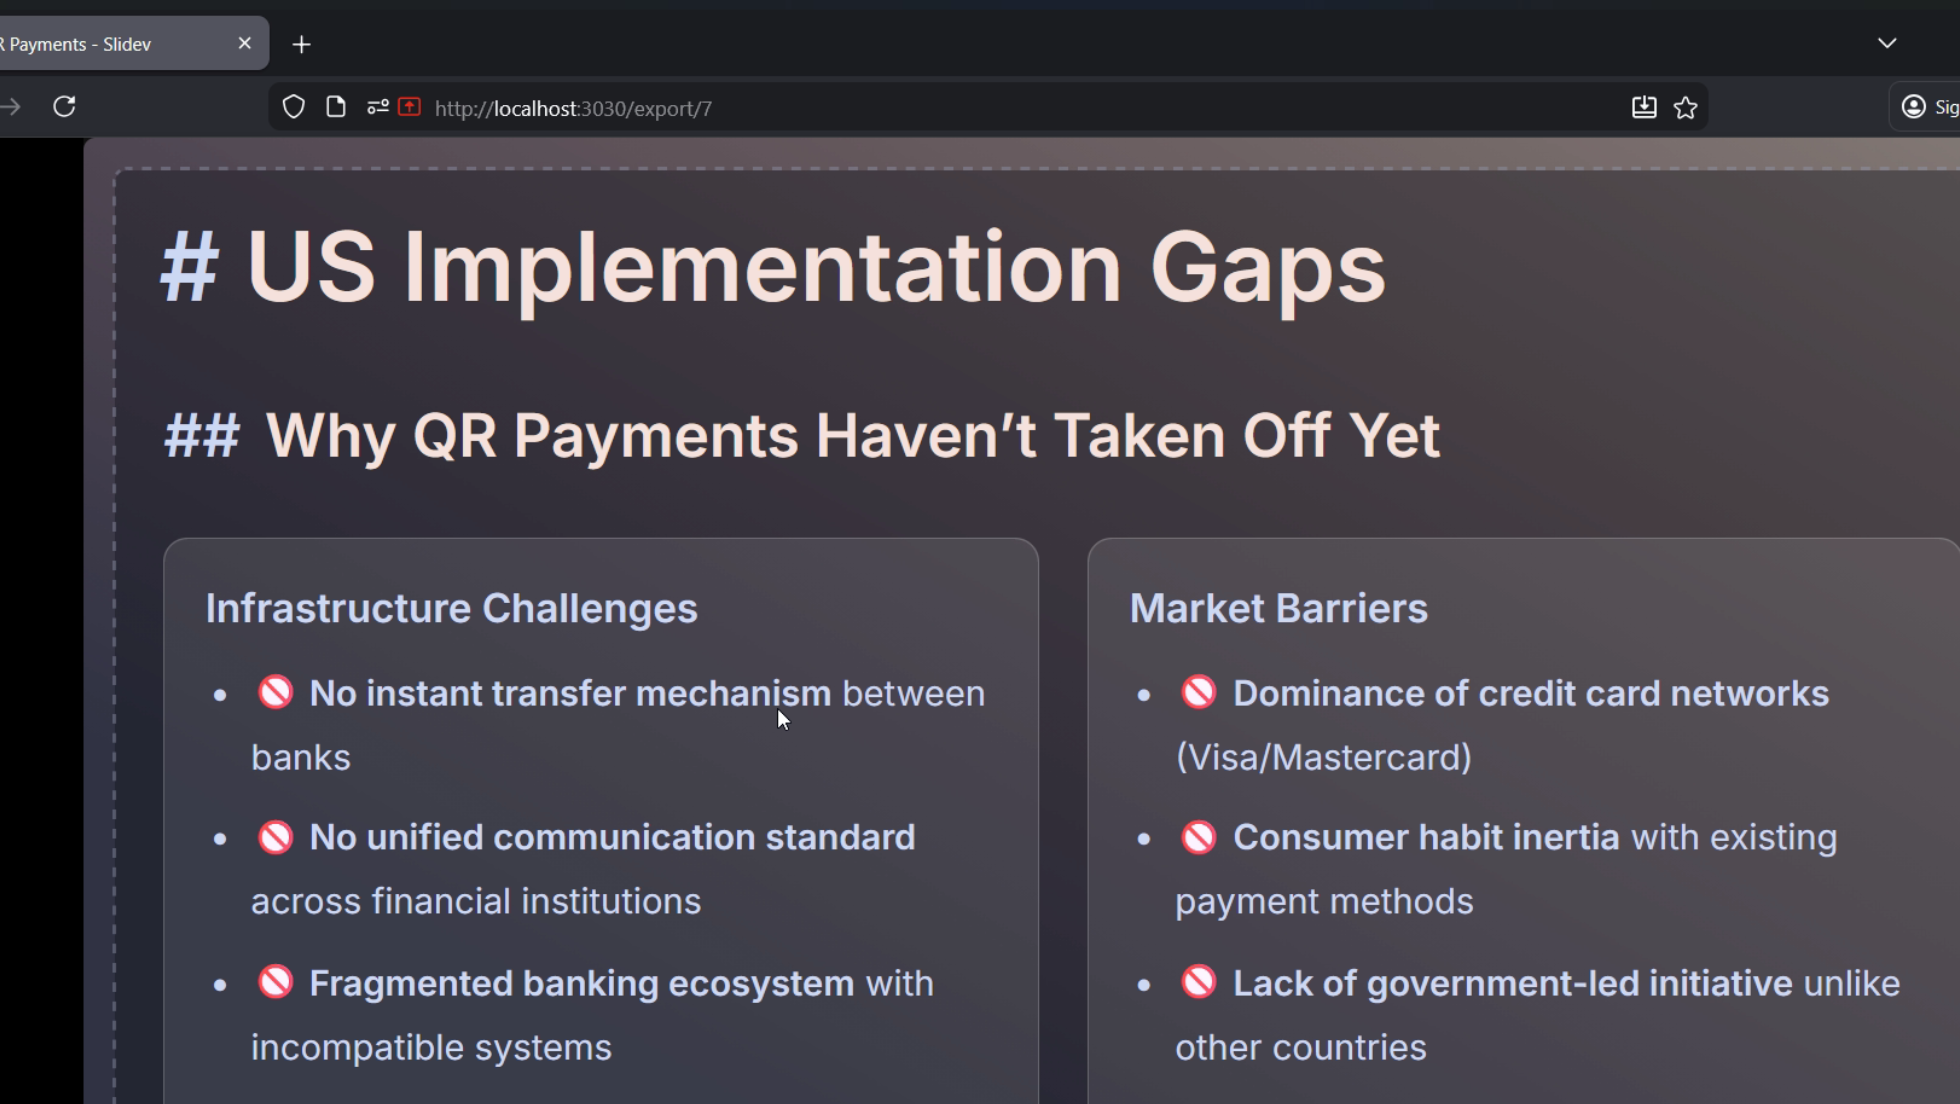 R Payments - Slidev
http://localhost:3030/export/7
Sig
# US Implementation Gaps
## Why QR Payments Haven’t Taken Off Yet
Infrastructure Challenges
• 🚫 No instant transfer mechanism between
banks
• 🚫 No unified communication standard
across financial institutions
• 🚫 Fragmented banking ecosystem with
incompatible systems
Market Barriers
• 🚫 Dominance of credit card networks
(Visa/Mastercard)
• 🚫 Consumer habit inertia with existing
payment methods
• 🚫 Lack of government-led initiative unlike
other countries